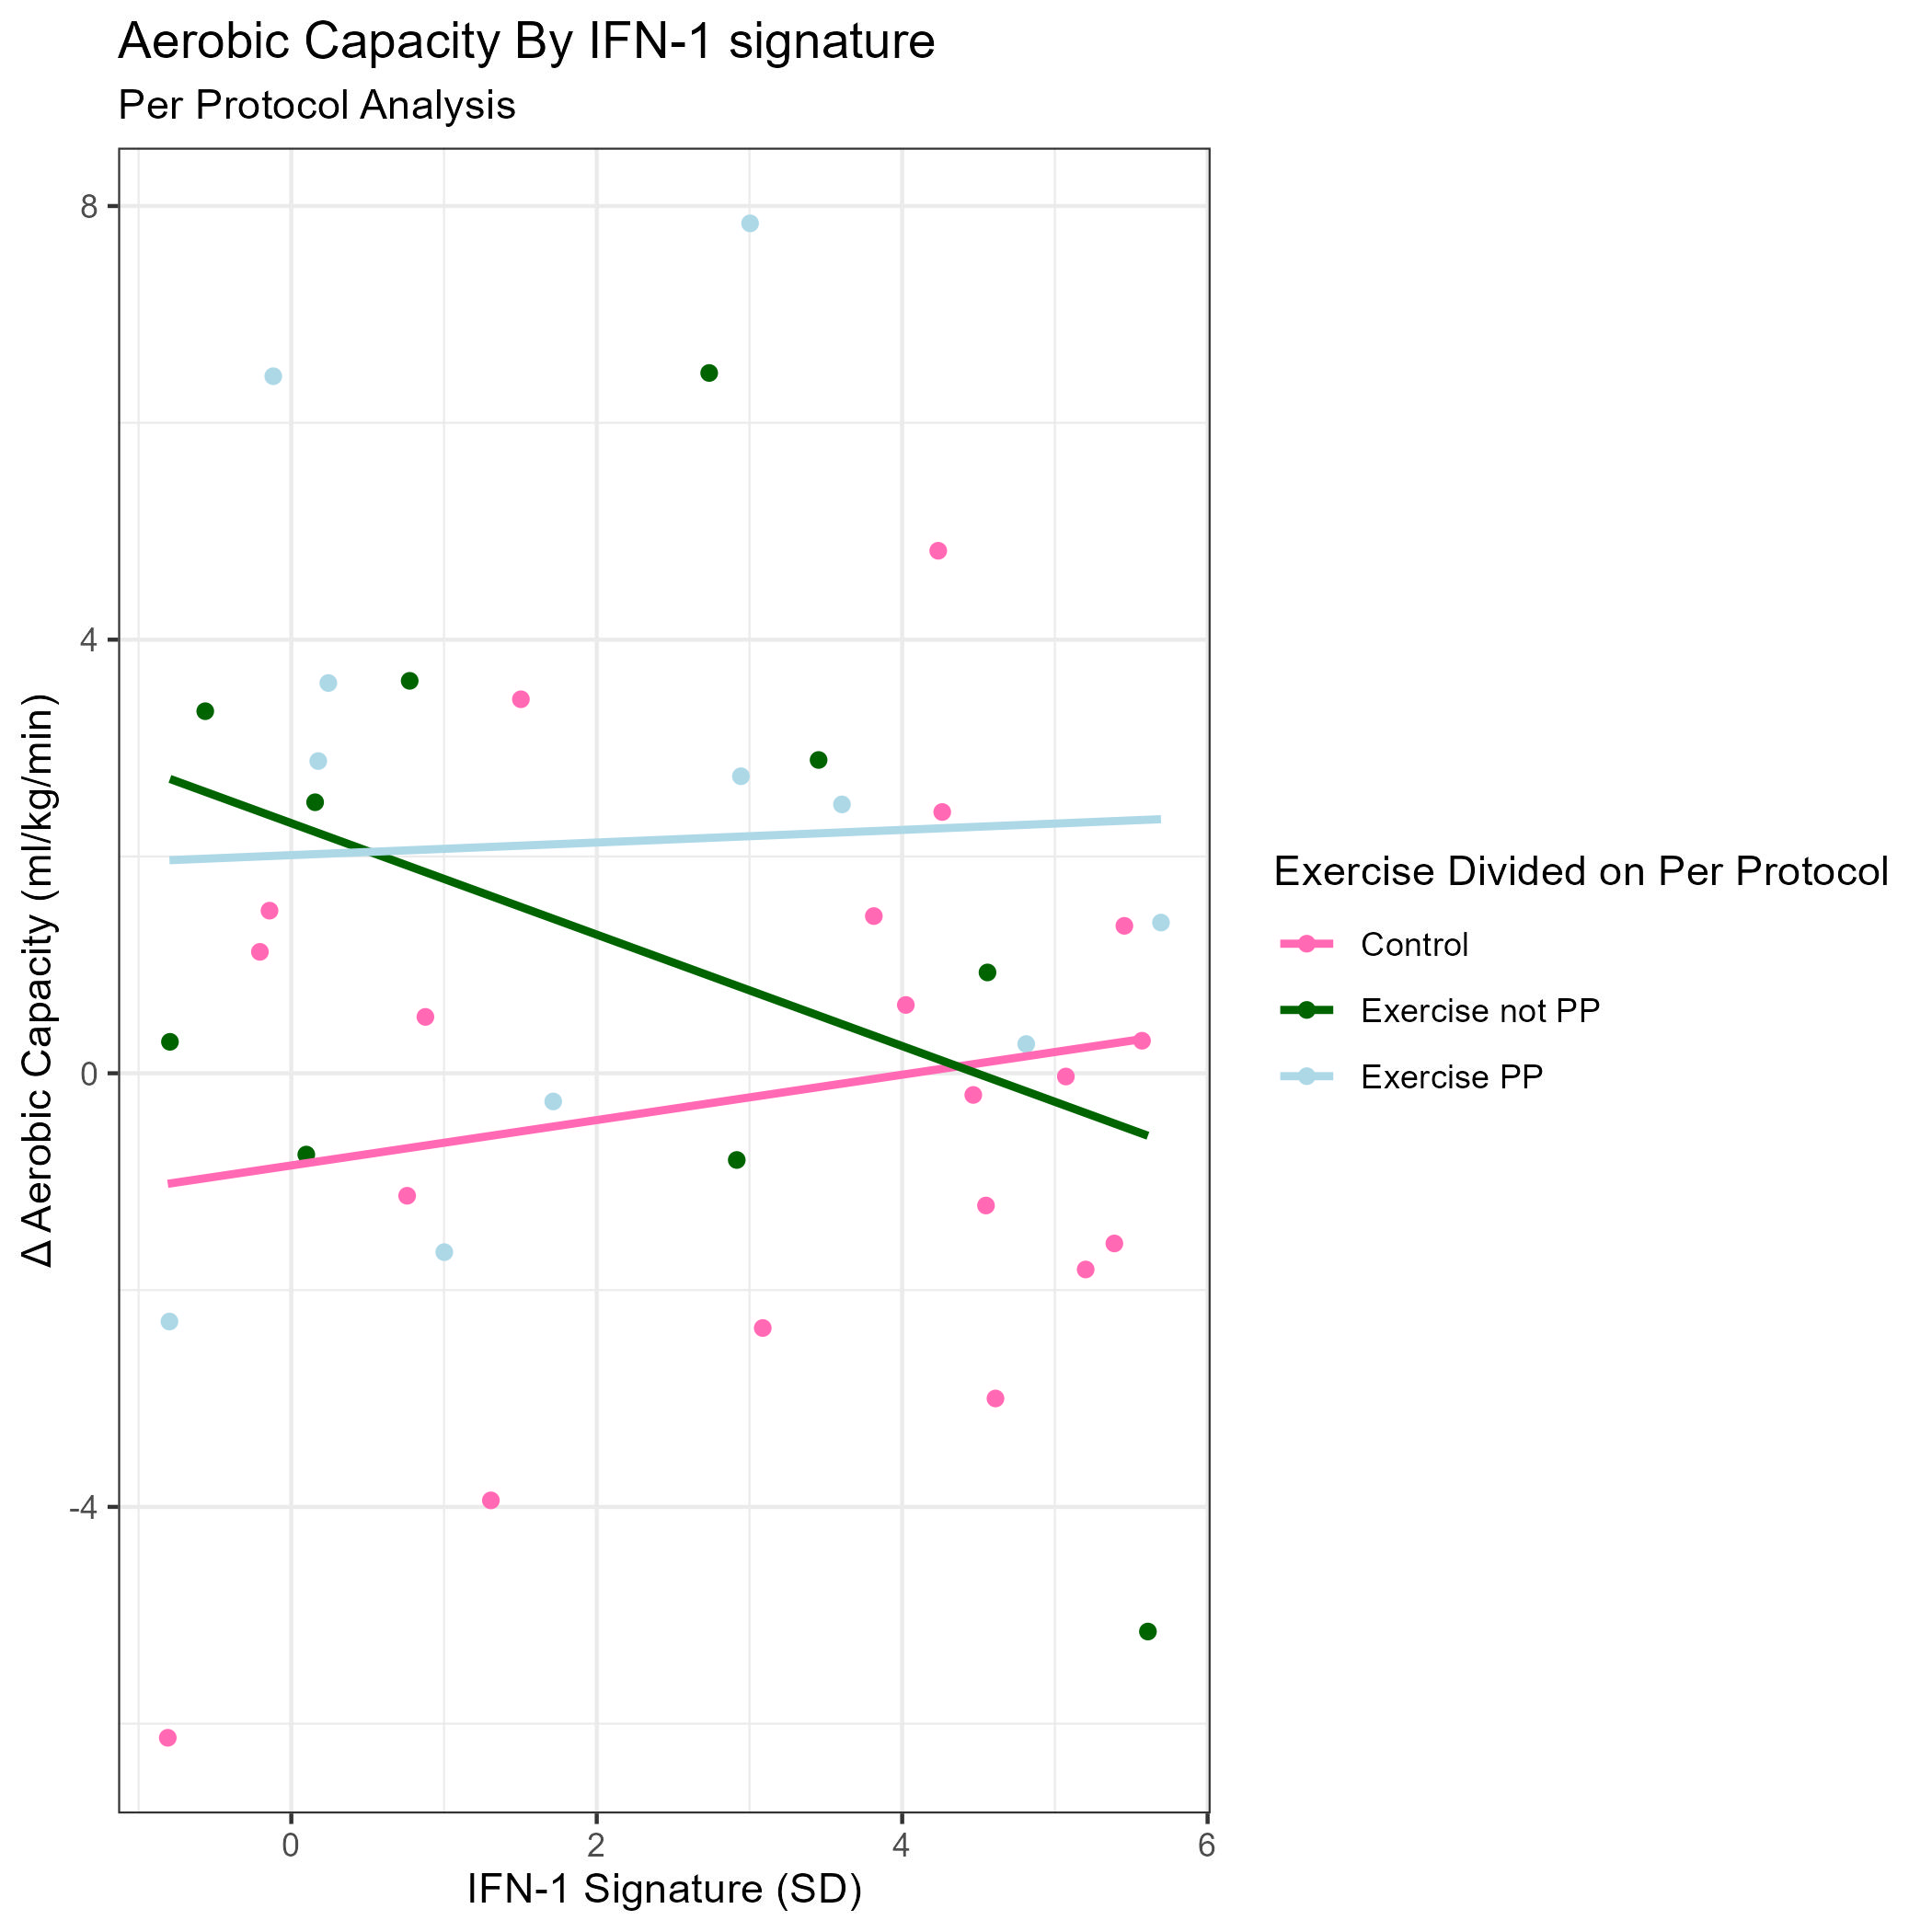 Aerobic Capacity By IFN-1 signature
Per Protocol Analysis
8
4
0
-4
Δ Aerobic Capacity (ml/kg/min)
0 2 4 6
IFN-1 Signature (SD)
Exercise Divided on Per Protocol
Control
Exercise not PP
Exercise PP